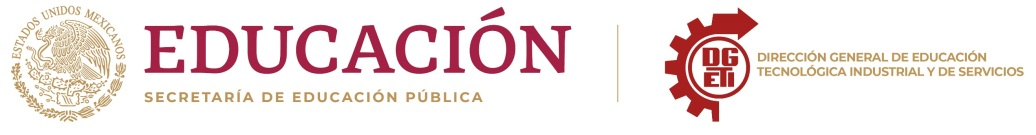 ESTADOS UNIDOS MEXICANOS
EDUCACIÓN
SECRETARÍA DE EDUCACIÓN PÚBLICA
DG
ETI
DIRECCIÓN GENERAL DE EDUCACIÓN
TECNOLÓGICA INDUSTRIAL Y DE SERVICIOS